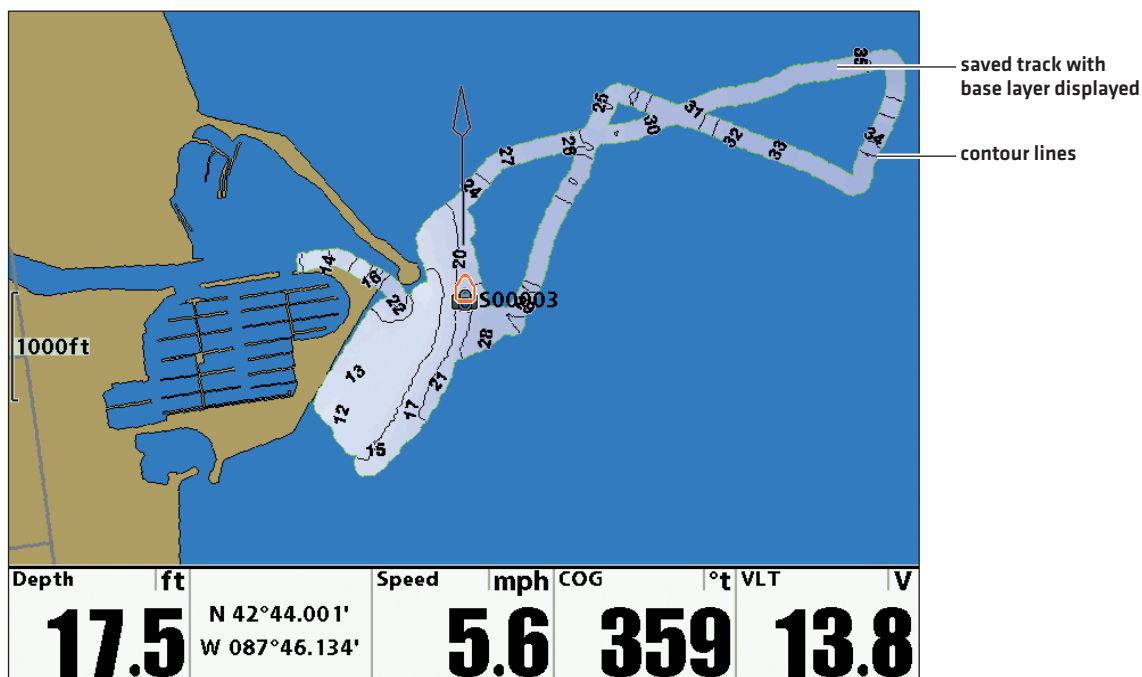 35
saved track with
base layer displayed
25
31
30
32
33
34
contour lines
26
27
24
20
14
16
22
S00003
1000ft
28
13
21
12
17
15
Depth ft
17.5
N 42°44.001'
W 087°46.134'
Speed mph
5.6
COG °t
359
VLT V
13.8